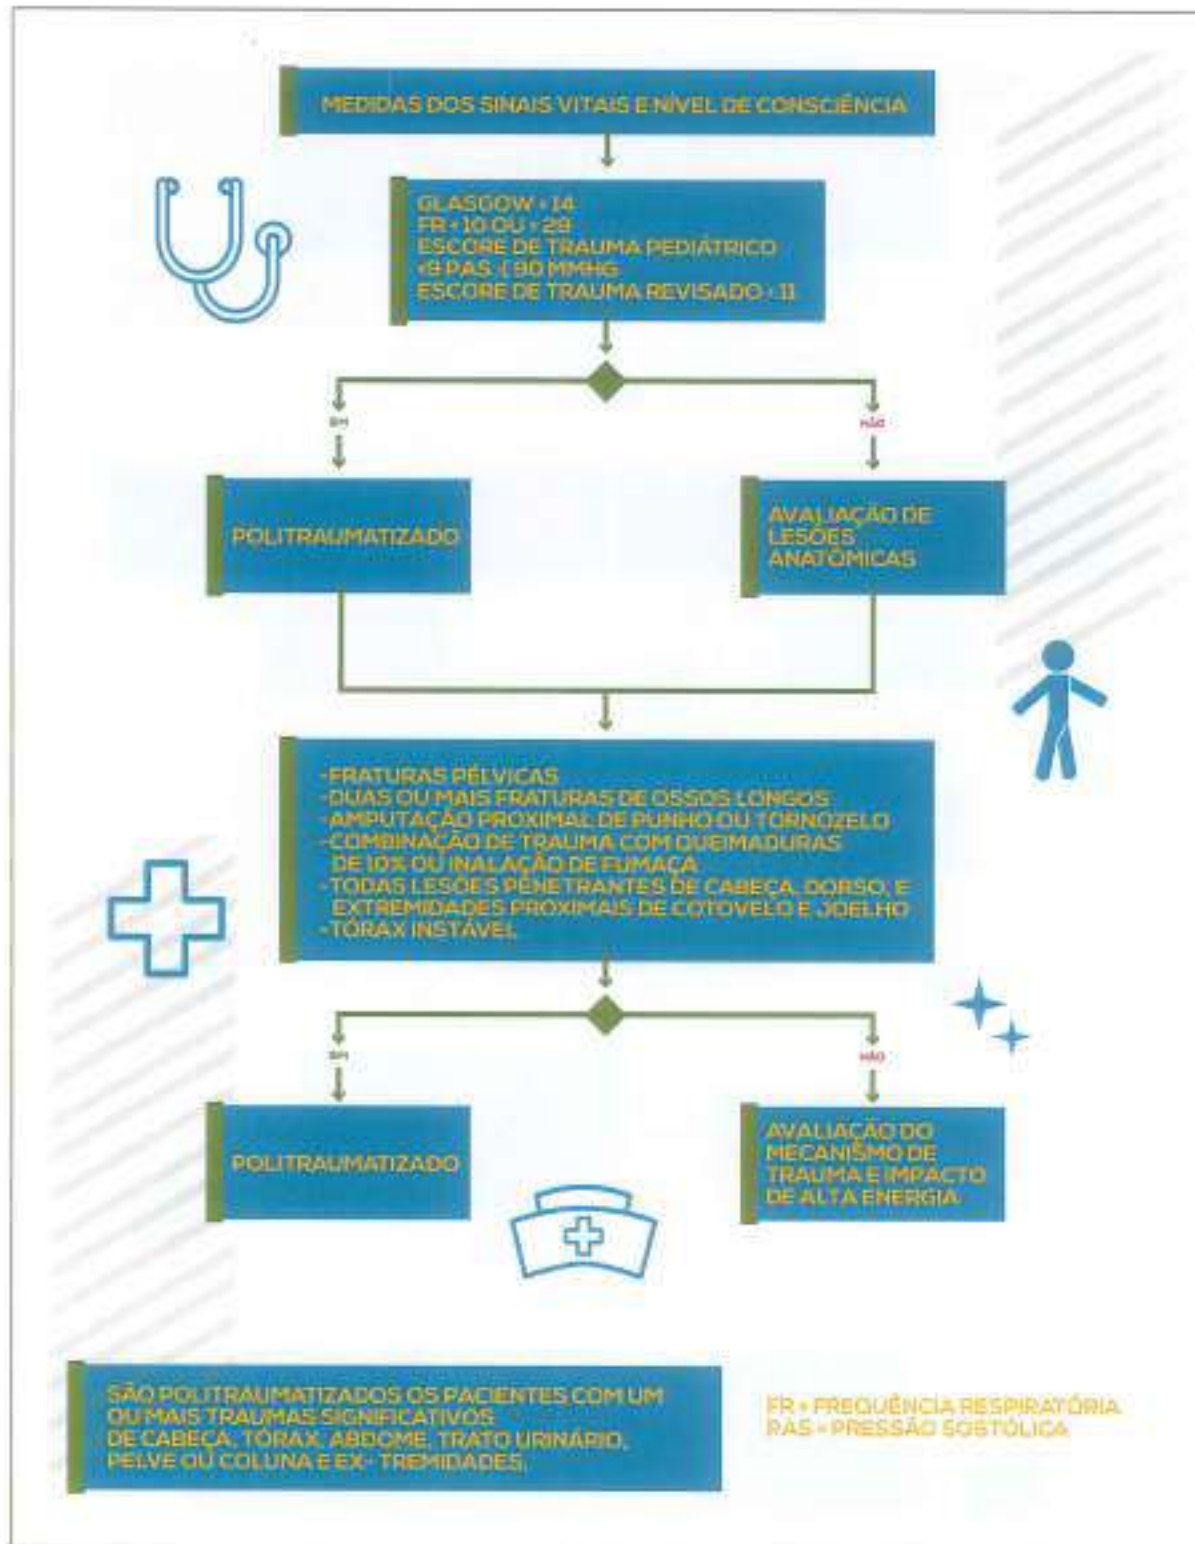 MEDIDAS DOS SINAIS VITAIS E NÍVEL DE CONSCIÊNCIA
GLASGOW < 14
FR < 10 OU > 29
ESCORE DE TRAUMA PEDIÁTRICO
<9 PAS < 90 MMHG
ESCORE DE TRAUMA REVISADO < 11
SIM
NÃO
POLITRAUMATIZADO
AVALIAÇÃO DE
LESÕES
ANATÔMICAS
-FRATURAS PÉLVICAS
-DUAS OU MAIS FRATURAS DE OSSOS LONGOS
-AMPUTAÇÃO PROXIMAL DE PUNHO OU TORNOZELO
-COMBINAÇÃO DE TRAUMA COM QUEIMADURAS
DE 10% OU INALAÇÃO DE FUMAÇA
-TODAS LESÕES PENETRANTES DE CABEÇA, DORSO, E
EXTREMIDADES PROXIMAIS DE COTOVELO E JOELHO
-TÓRAX INSTÁVEL
SIM
NÃO
POLITRAUMATIZADO
AVALIAÇÃO DO
MECANISMO DE
TRAUMA E IMPACTO
DE ALTA ENERGIA
SÃO POLITRAUMATIZADOS OS PACIENTES COM UM
OU MAIS TRAUMAS SIGNIFICATIVOS
DE CABEÇA, TÓRAX, ABDOME, TRATO URINÁRIO,
PELVE OU COLUNA E EX- TREMIDADES.
FR = FREQUÊNCIA RESPIRATÓRIA
PAS = PRESSÃO SOSTÓLICA